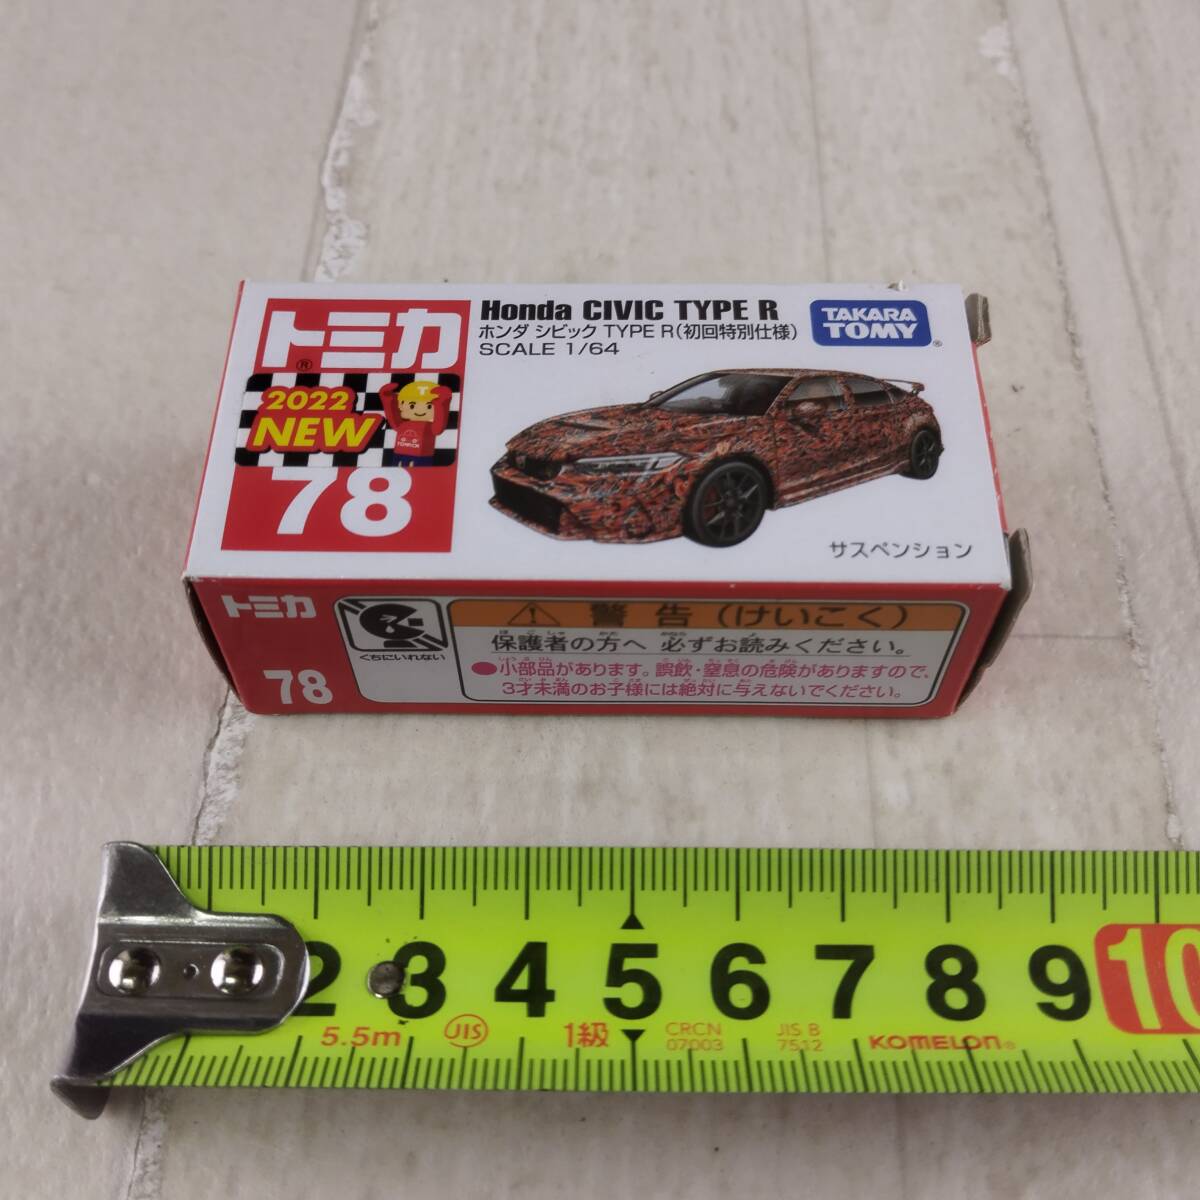 トミカ®
2022
NEW
78
Honda CIVIC TYPE R
ホンダ シビック TYPE R(初回特別仕様)
SCALE 1/64
TAKARA
TOMY®
サスペンション
トミカ
78
くちにいれない
警告(けいこく)
保護者の方へ 必ずお読みください。
●小部品があります。誤飲・窒息の危険がありますので、
3才未満のお子様には絶対に与えないでください。
2 3 4 5 6 7 8 9 10
5.5m JIS 1級 CRCN 07003 JIS B 7512 KOMELON®